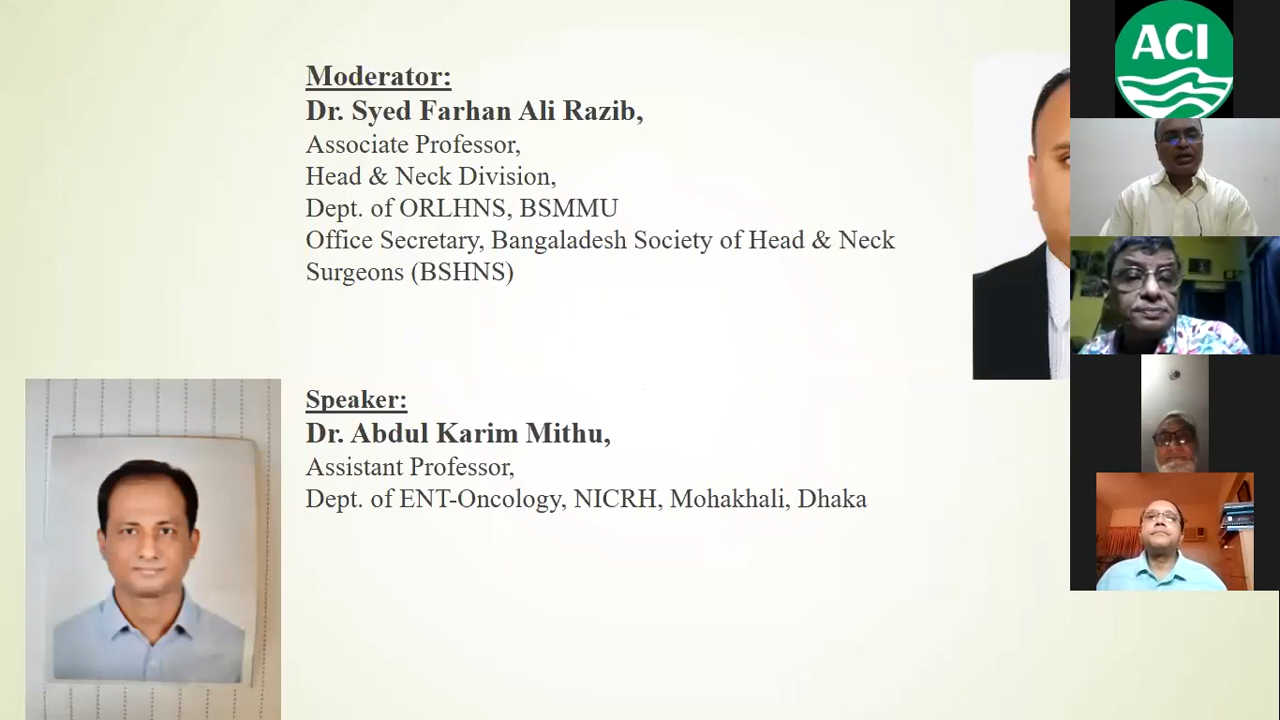 Moderator:
Dr. Syed Farhan Ali Razib,
Associate Professor,
Head & Neck Division,
Dept. of ORLHNS, BSMMU
Office Secretary, Bangaladesh Society of Head & Neck
Surgeons (BSHNS)
Speaker:
Dr. Abdul Karim Mithu,
Assistant Professor,
Dept. of ENT-Oncology, NICRH, Mohakhali, Dhaka
ACI